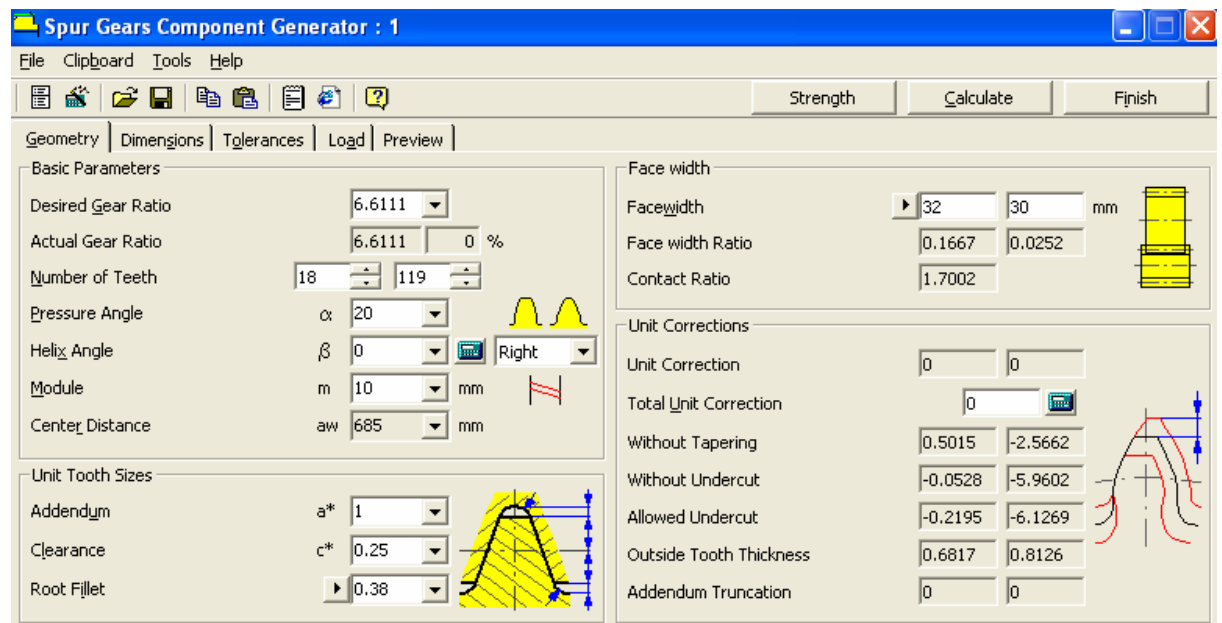 Spur Gears Component Generator : 1
File Clipboard Tools Help
Strength Calculate Finish
Geometry Dimensions Tolerances Load Preview
Basic Parameters
Desired Gear Ratio 6.6111
Actual Gear Ratio 6.6111 0 %
Number of Teeth 18 119
Pressure Angle α 20
Helix Angle β 0 Right
Module m 10 mm
Center Distance aw 685 mm
Unit Tooth Sizes
Addendum a* 1
Clearance c* 0.25
Root Fillet 0.38
Face width
Facewidth 32 30 mm
Face width Ratio 0.1667 0.0252
Contact Ratio 1.7002
Unit Corrections
Unit Correction 0 0
Total Unit Correction 0
Without Tapering 0.5015 -2.5662
Without Undercut -0.0528 -5.9602
Allowed Undercut -0.2195 -6.1269
Outside Tooth Thickness 0.6817 0.8126
Addendum Truncation 0 0